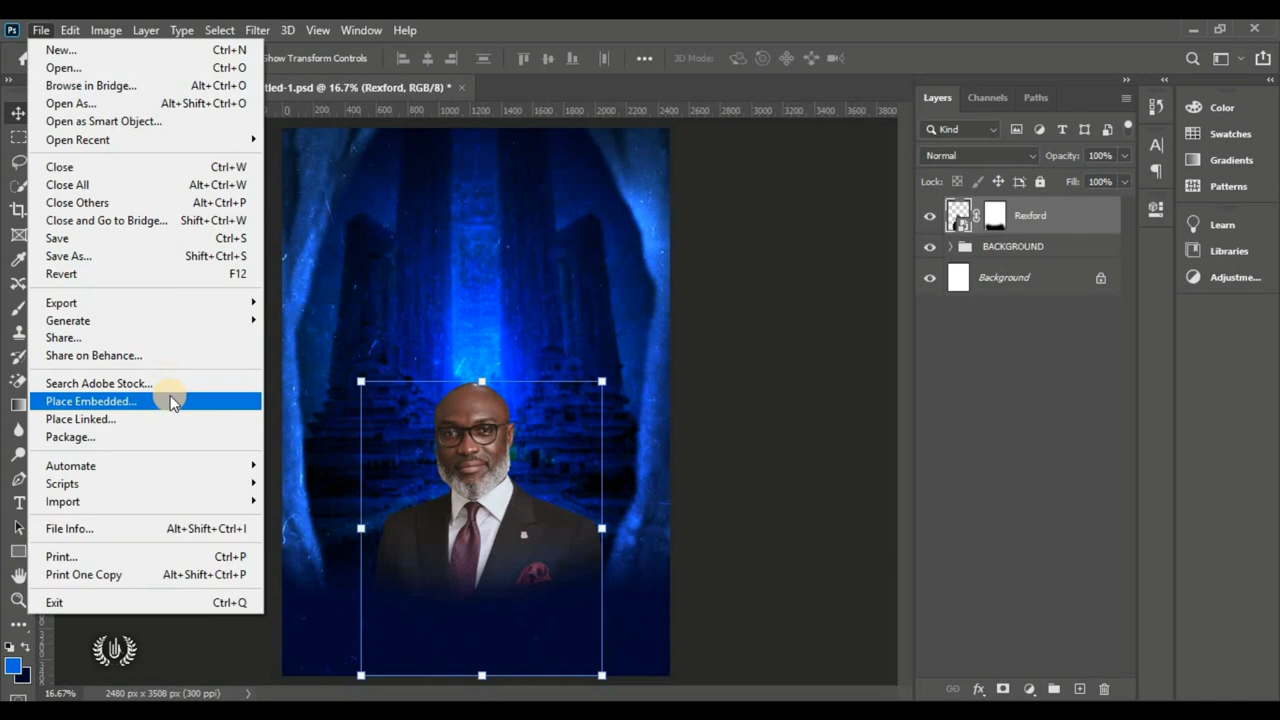 Ps File Edit Image Layer Type Select Filter 3D View Window Help
Show Transform Controls 3D Mode:
tled-1.psd @ 16.7% (Rexford, RGB/8) * ×
0 200 400 600 800 1000 1200 1400 1600 1800 2000 2200 2400 2600 2800 3000 3200 3400 3600 3800
New... Ctrl+N
Open... Ctrl+O
Browse in Bridge... Alt+Ctrl+O
Open As... Alt+Shift+Ctrl+O
Open as Smart Object...
Open Recent
Close Ctrl+W
Close All Alt+Ctrl+W
Close Others Alt+Ctrl+P
Close and Go to Bridge... Shift+Ctrl+W
Save Ctrl+S
Save As... Shift+Ctrl+S
Revert F12
Export
Generate
Share...
Share on Behance...
Search Adobe Stock...
Place Embedded...
Place Linked...
Package...
Automate
Scripts
Import
File Info... Alt+Shift+Ctrl+I
Print... Ctrl+P
Print One Copy Alt+Shift+Ctrl+P
Exit Ctrl+Q
16.67% 2480 px x 3508 px (300 ppi)
Layers Channels Paths
Kind
Normal Opacity: 100%
Lock: Fill: 100%
Rexford
BACKGROUND
Background
fx
Color
Swatches
Gradients
Patterns
Learn
Libraries
Adjustme...